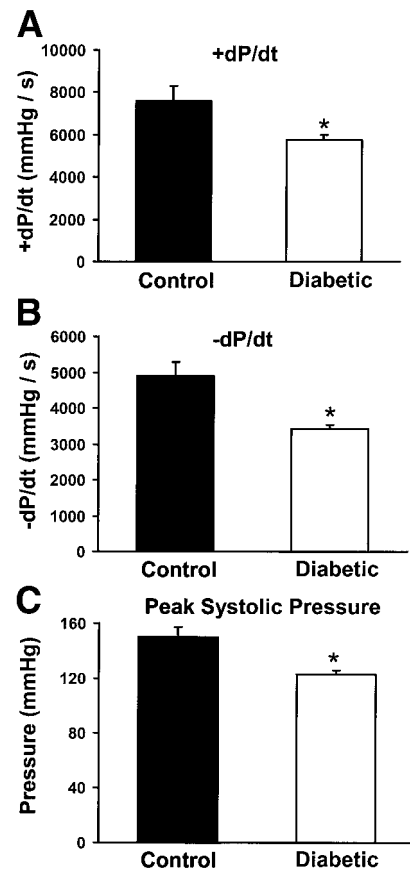 A
+dP/dt
+dP/dt (mmHg / s)
10000
8000
6000
4000
2000
0
*
Control Diabetic
B
-dP/dt
-dP/dt (mmHg / s)
6000
5000
4000
3000
2000
1000
0
*
Control Diabetic
C
Peak Systolic Pressure
Pressure (mmHg)
160
120
80
40
0
*
Control Diabetic